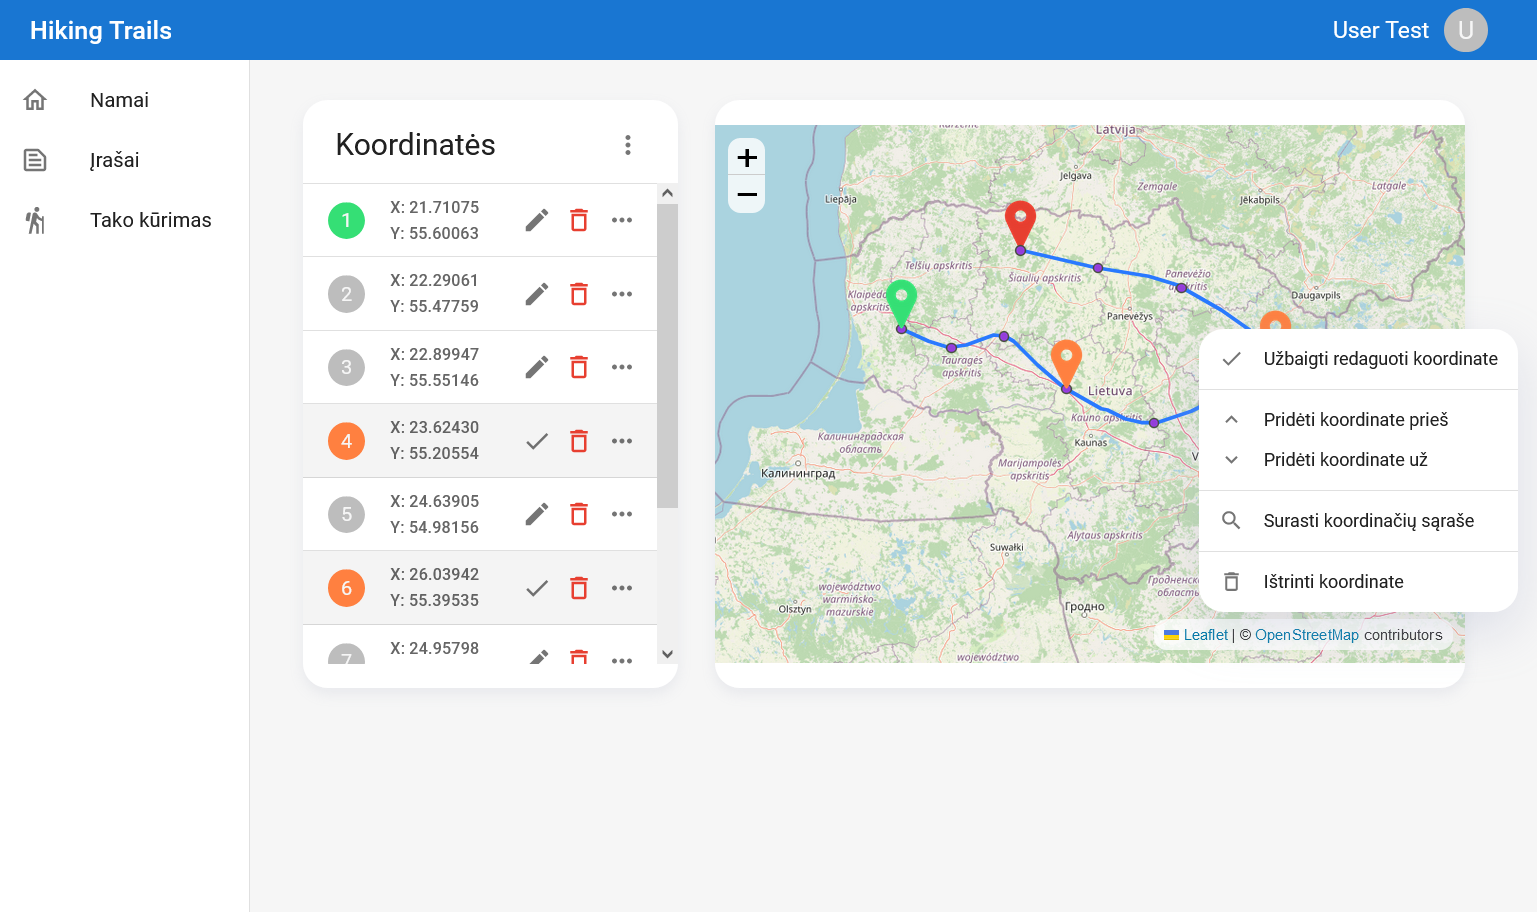 Hiking Trails
User Test
U
Namai
Įrašai
Tako kūrimas
Koordinatės
1
X: 21.71075
Y: 55.60063
2
X: 22.29061
Y: 55.47759
3
X: 22.89947
Y: 55.55146
4
X: 23.62430
Y: 55.20554
5
X: 24.63905
Y: 54.98156
6
X: 26.03942
Y: 55.39535
7
X: 24.95798
+
−
Latvija
Jelgava
Zemgale
Latgale
Liepāja
Jēkabpils
Telšių apskritis
Šiaulių apskritis
Panevėžio
apskritis
Daugavpils
Klaipėdos
apskritis
Panevėžys
Tauragės
apskritis
Lietuva
Kauno apskritis
Kaunas
Калининградская
область
Калининград
Marijampolės
apskritis
Alytaus apskritis
Suwałki
województwo
warmińsko-
mazurskie
Olsztyn
Гродно
województwo
Užbaigti redaguoti koordinate
Pridėti koordinate prieš
Pridėti koordinate už
Surasti koordinačių sąraše
Ištrinti koordinate
Leaflet | © OpenStreetMap contributors